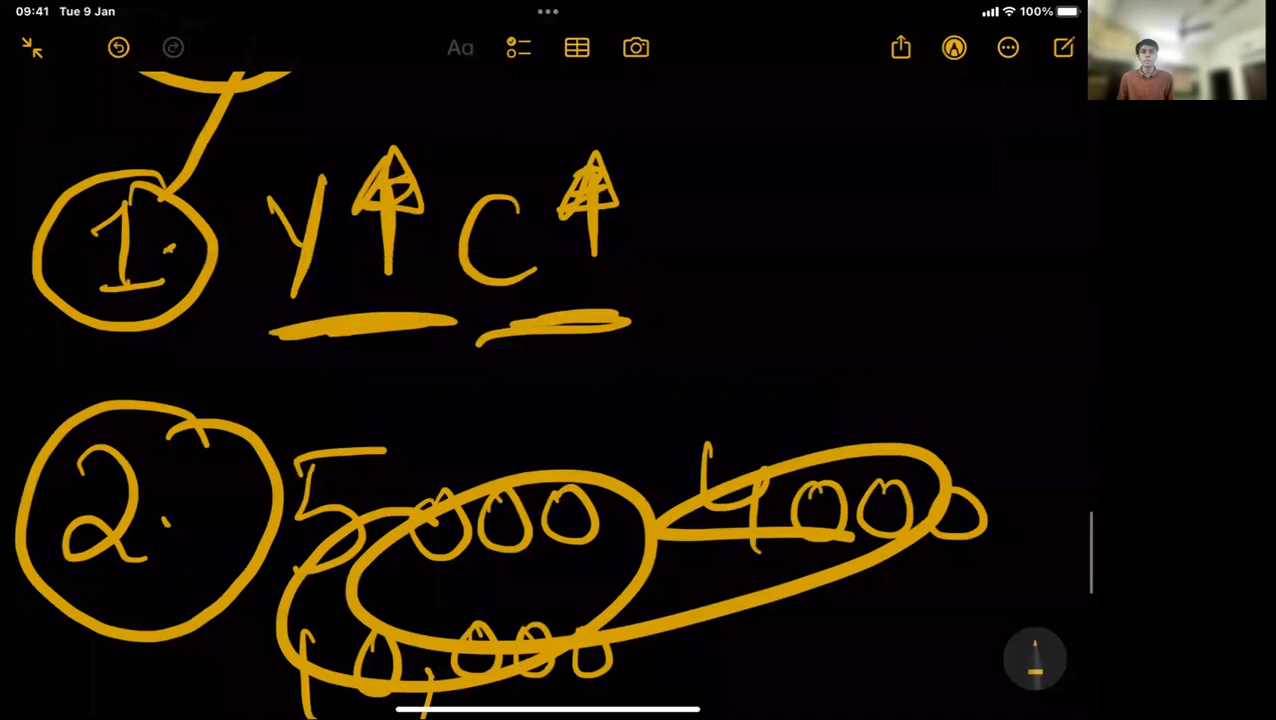 09:41 Tue 9 Jan
100%
Aa
1. Y↑ C↑
2. 5000 4000
10,000